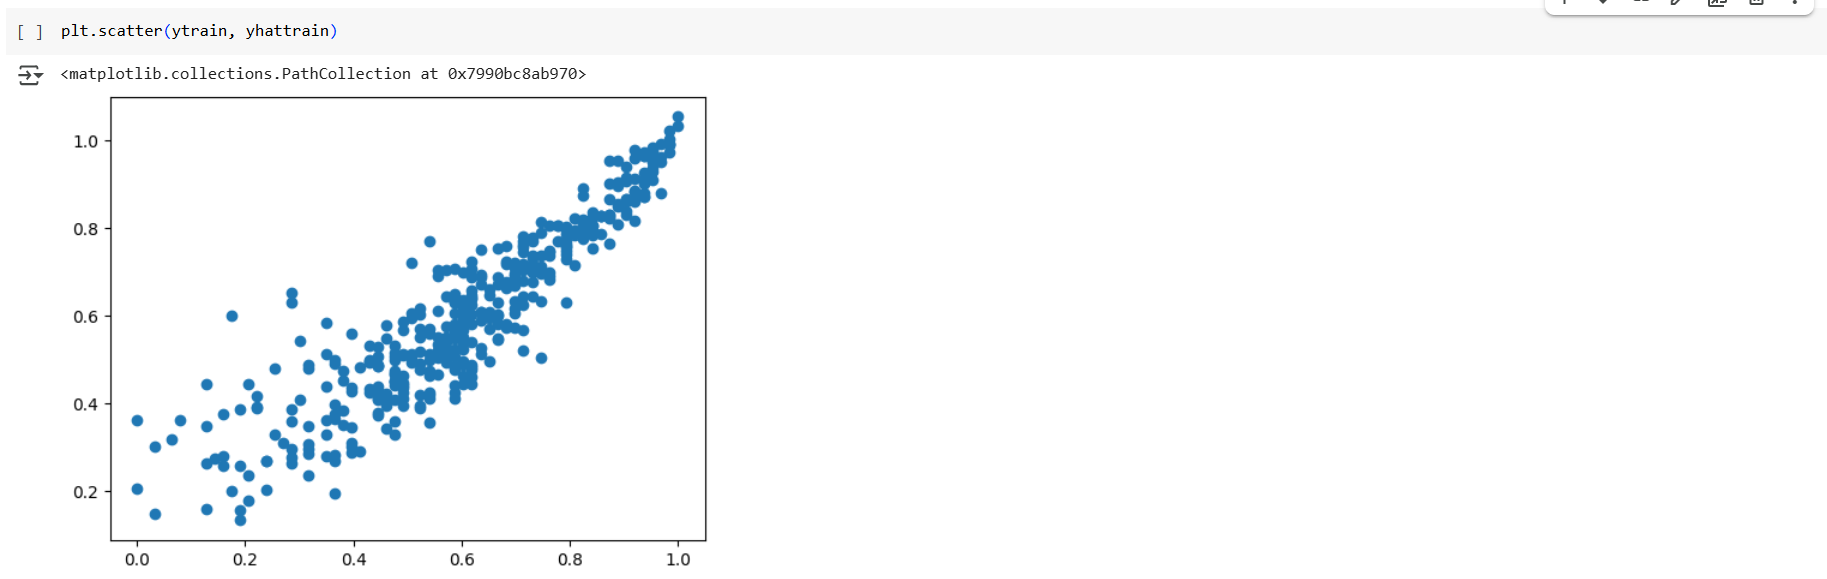 [ ] plt.scatter(ytrain, yhattrain)
<matplotlib.collections.PathCollection at 0x7990bc8ab970>
1.0
0.8
0.6
0.4
0.2
0.0 0.2 0.4 0.6 0.8 1.0